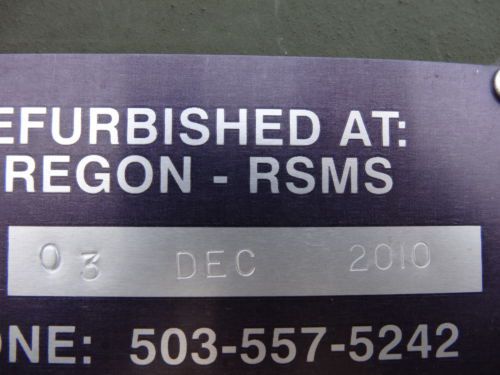 EFURBISHED AT:
REGON - RSMS
03 DEC 2010
ONE: 503-557-5242